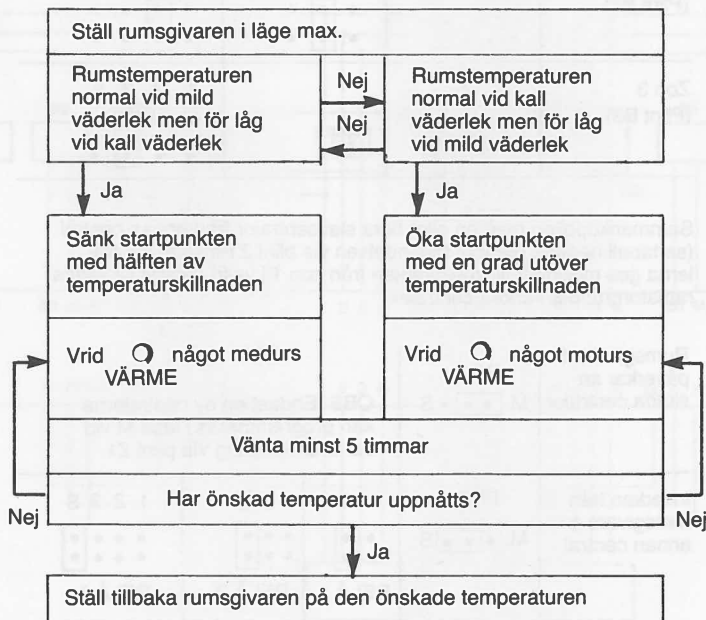 Ställ rumsgivaren i läge max.
Rumstemperaturen
normal vid mild
väderlek men för låg
vid kall väderlek
Nej
Nej
Rumstemperaturen
normal vid kall
väderlek men för låg
vid mild väderlek
Ja
Ja
Sänk startpunkten
med hälften av
temperaturskillnaden
Öka startpunkten
med en grad utöver
temperaturskillnaden
Vrid något medurs
VÄRME
Vrid något moturs
VÄRME
Vänta minst 5 timmar
Har önskad temperatur uppnåtts?
Nej
Nej
Ja
Ställ tillbaka rumsgivaren på den önskade temperaturen